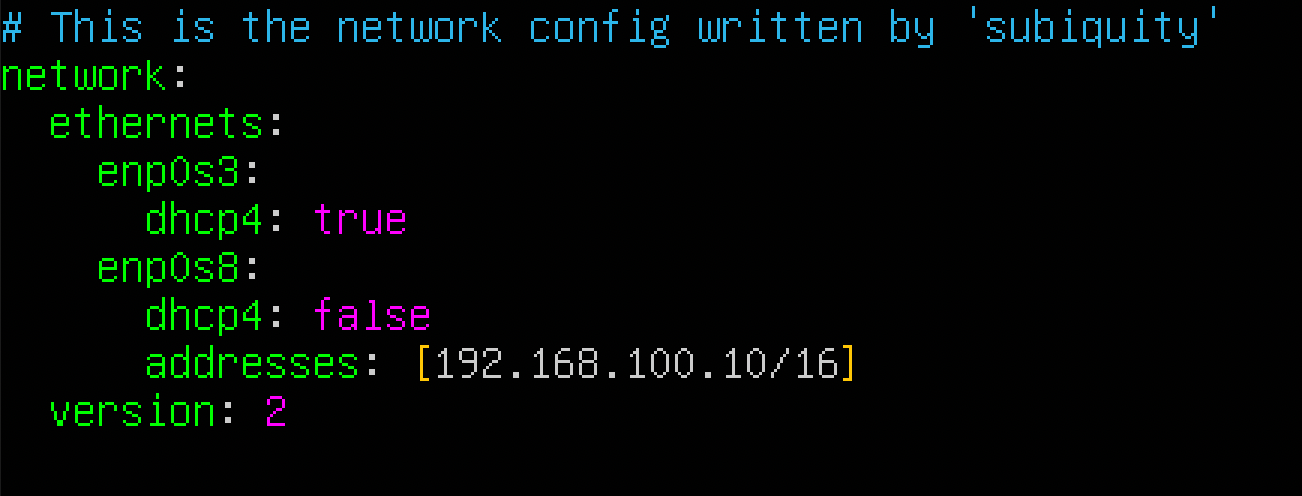 # This is the network config written by 'subiquity'
network:
  ethernets:
    enp0s3:
      dhcp4: true
    enp0s8:
      dhcp4: false
      addresses: [192.168.100.10/16]
  version: 2